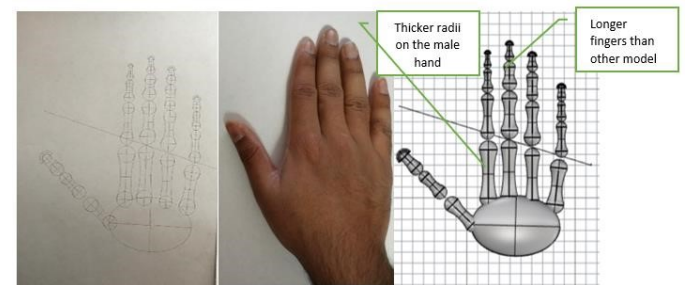 Thicker radii
on the male
hand
Longer
fingers than
other model